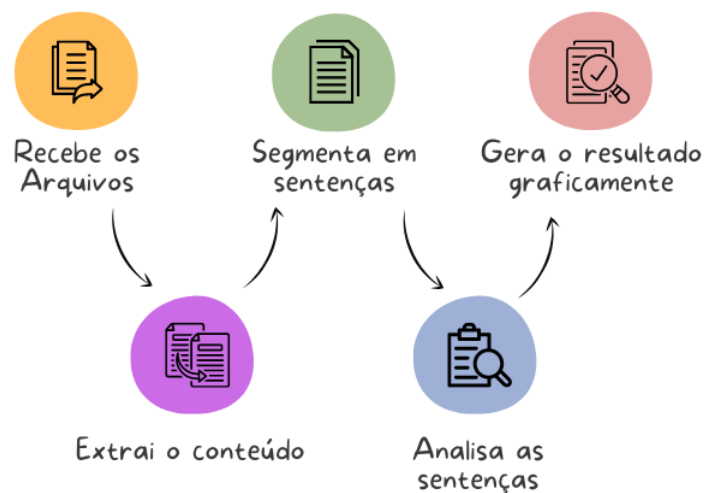 Recebe os
Arquivos
Segmenta em
sentenças
Gera o resultado
graficamente
Extrai o conteúdo
Analisa as
sentenças